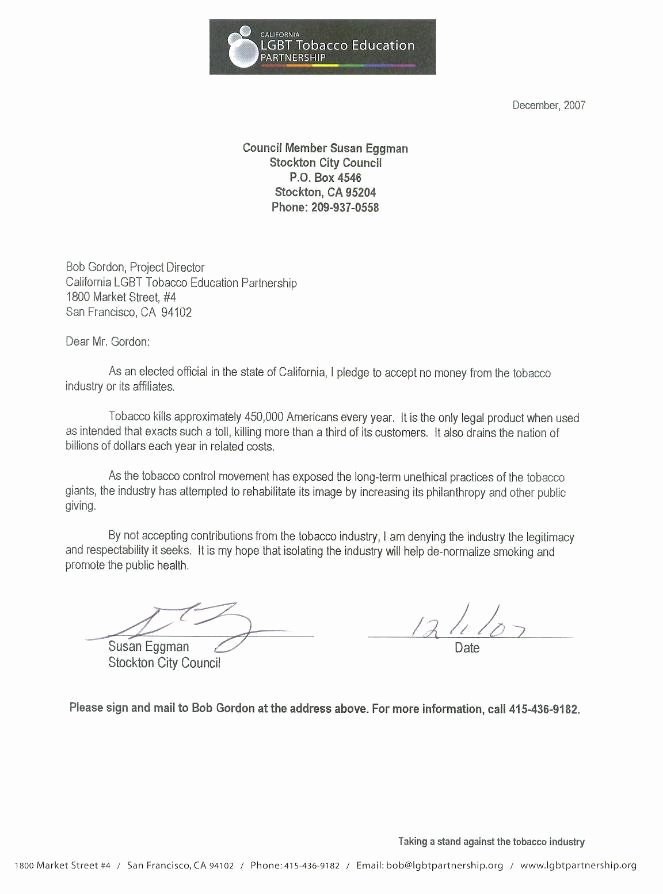 CALIFORNIA
LGBT Tobacco Education
PARTNERSHIP
December, 2007
Council Member Susan Eggman
Stockton City Council
P.O. Box 4546
Stockton, CA 95204
Phone: 209-937-0558
Bob Gordon, Project Director
California LGBT Tobacco Education Partnership
1800 Market Street, #4
San Francisco, CA 94102
Dear Mr. Gordon:
As an elected official in the state of California, I pledge to accept no money from the tobacco
industry or its affiliates.
Tobacco kills approximately 450,000 Americans every year. It is the only legal product when used
as intended that exacts such a toll, killing more than a third of its customers. It also drains the nation of
billions of dollars each year in related costs.
As the tobacco control movement has exposed the long-term unethical practices of the tobacco
giants, the industry has attempted to rehabilitate its image by increasing its philanthropy and other public
giving.
By not accepting contributions from the tobacco industry, I am denying the industry the legitimacy
and respectability it seeks. It is my hope that isolating the industry will help de-normalize smoking and
promote the public health.
12/1/07
Susan Eggman Date
Stockton City Council
Please sign and mail to Bob Gordon at the address above. For more information, call 415-436-9182.
Taking a stand against the tobacco industry
1800 Market Street #4 / San Francisco, CA 94102 / Phone: 415-436-9182 / Email: bob@lgbtpartnership.org / www.lgbtpartnership.org